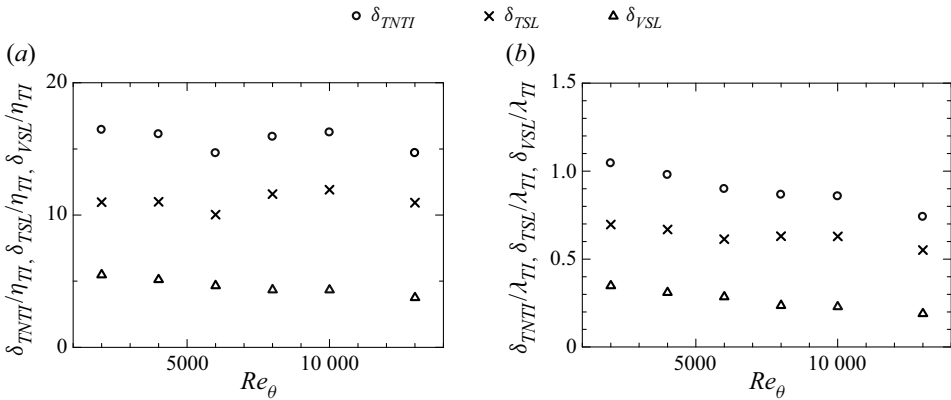 δ_TNTI δ_TSL δ_VSL
(a) (b)
20
10
0
5000 10 000
Re_θ
δ_TNTI/η_TI, δ_TSL/η_TI, δ_VSL/η_TI
1.5
1.0
0.5
0
5000 10 000
Re_θ
δ_TNTI/λ_TI, δ_TSL/λ_TI, δ_VSL/λ_TI